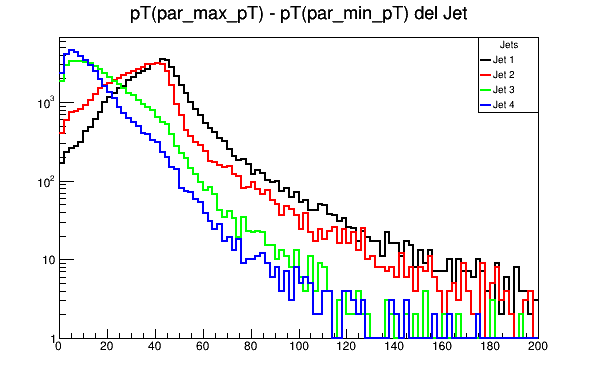 pT(par_max_pT) - pT(par_min_pT) del Jet
Jets
Jet 1
Jet 2
Jet 3
Jet 4
10³
10²
10
1
0 20 40 60 80 100 120 140 160 180 200